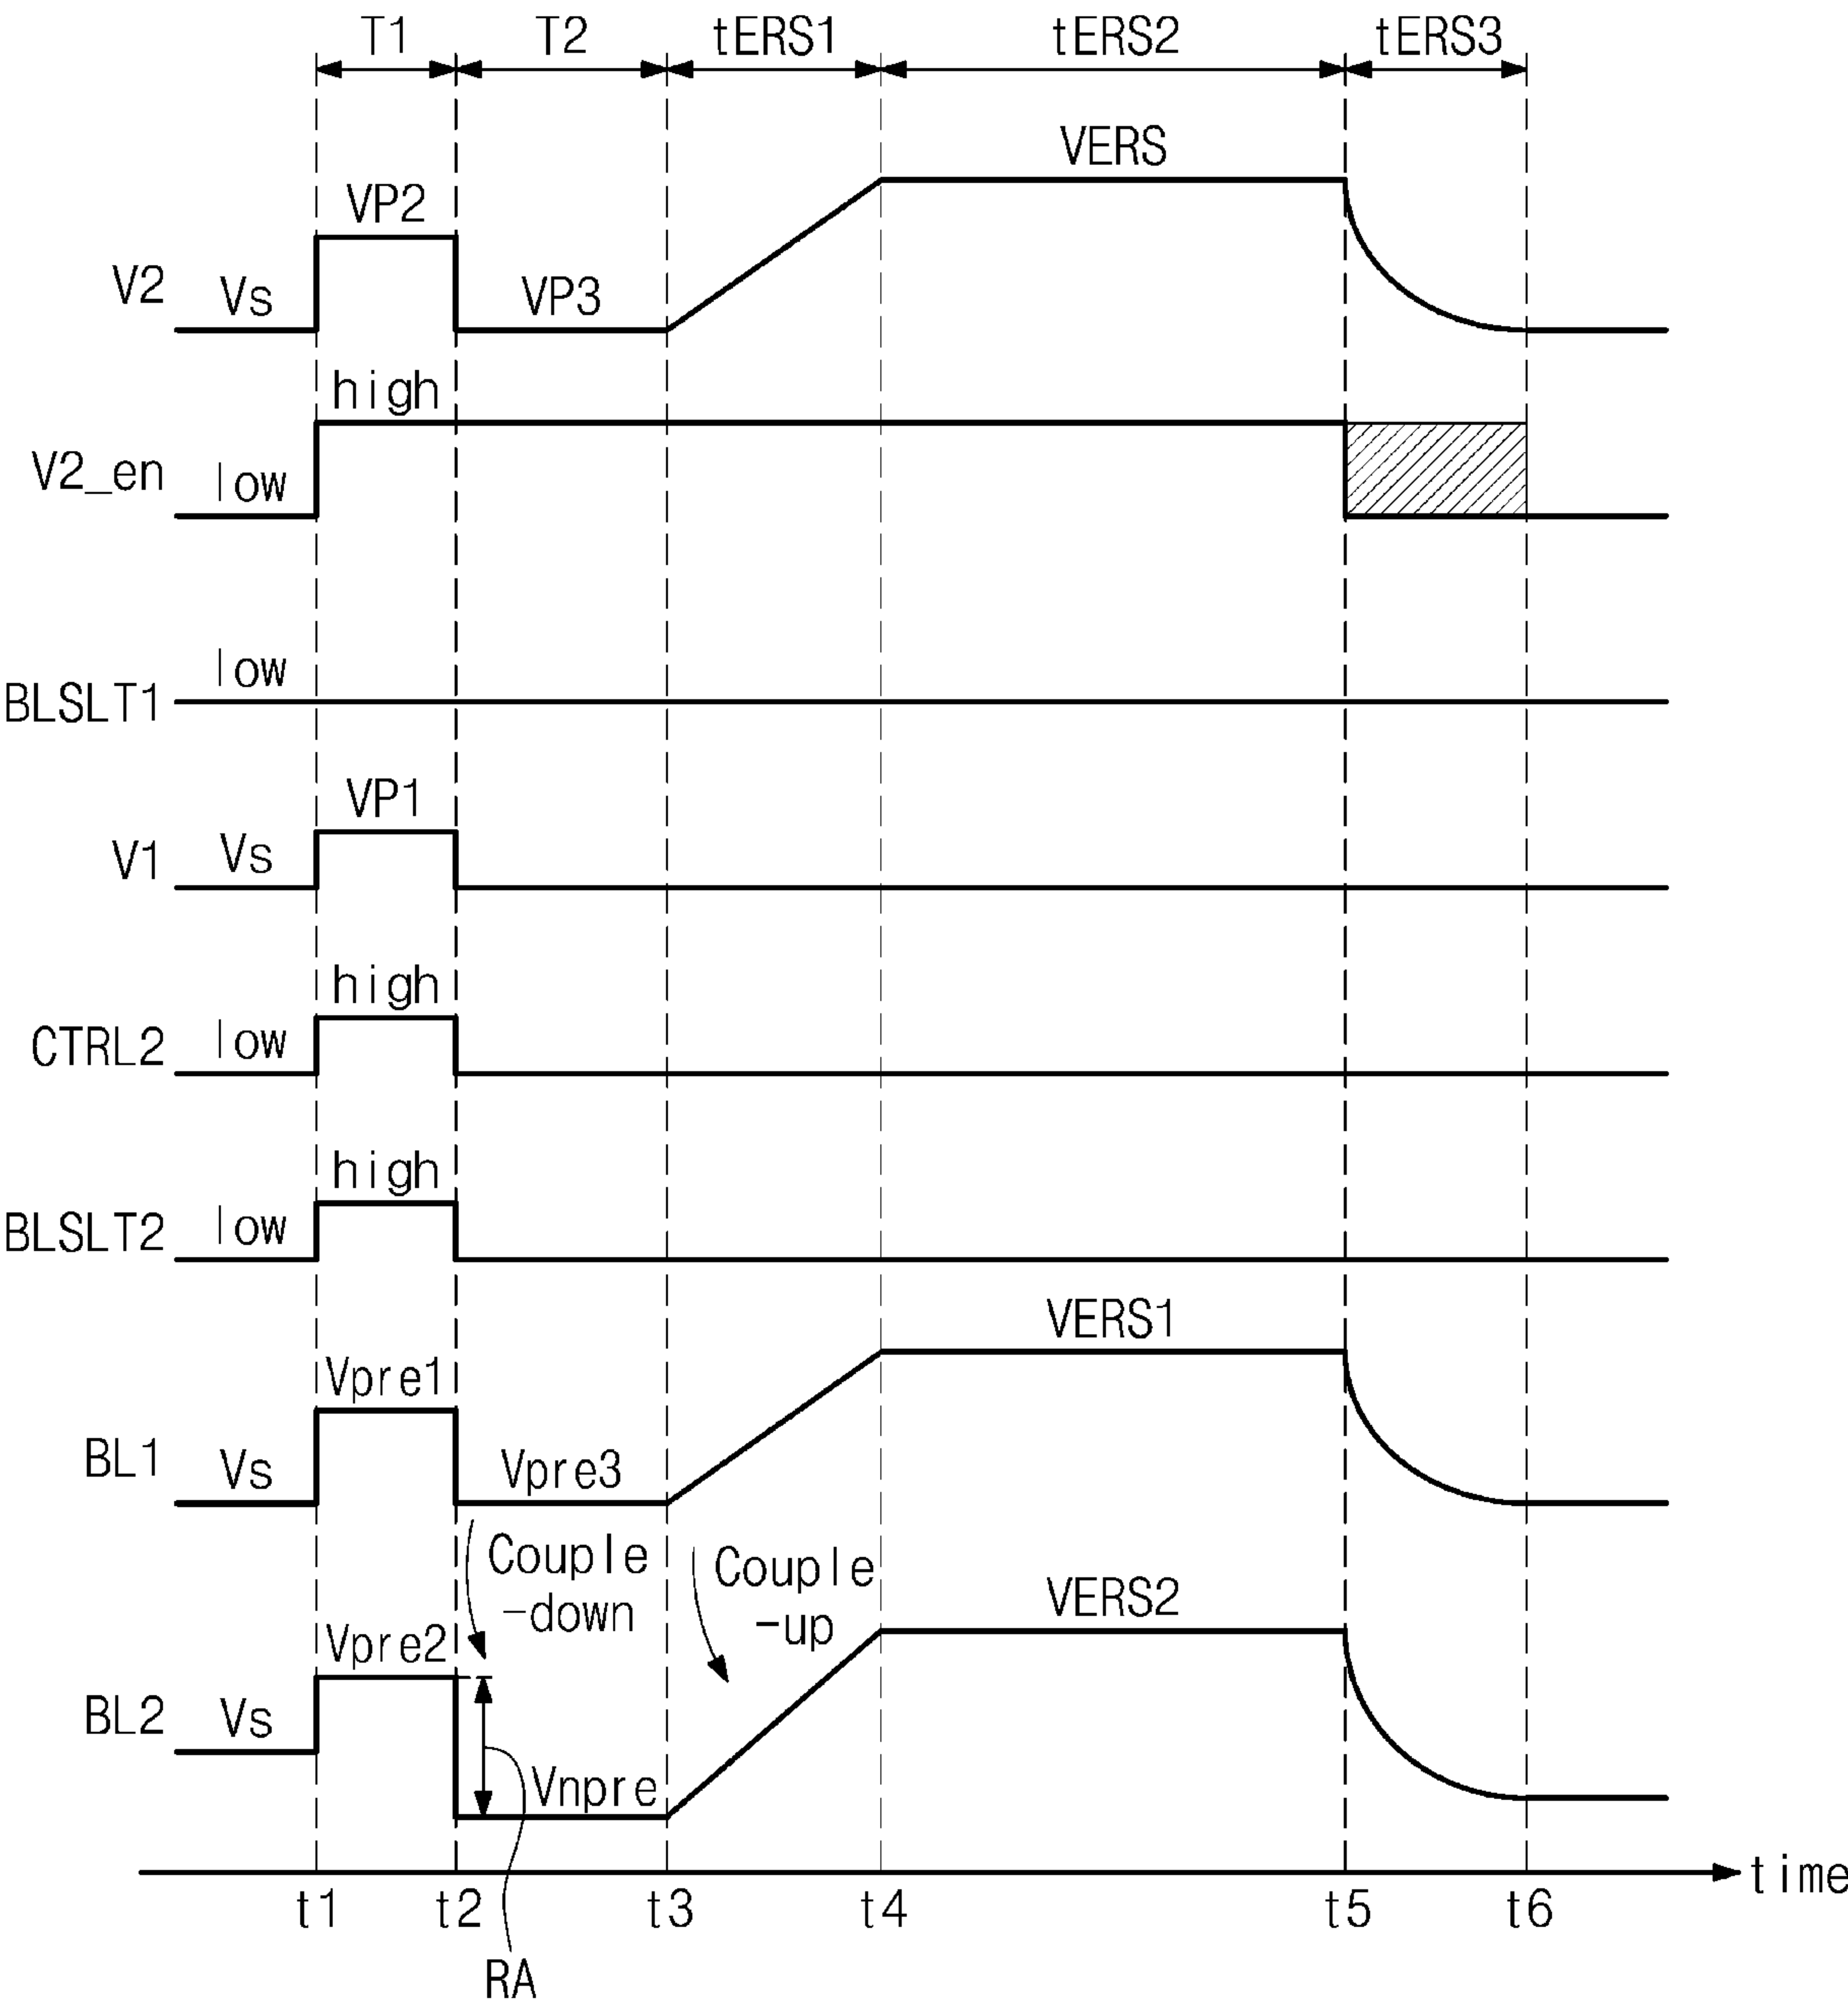 T1 T2 tERS1 tERS2 tERS3
VERS
VP2
V2 Vs VP3
high
V2_en low
low
BLSLT1
VP1
V1 Vs
high
CTRL2 low
high
BLSLT2 low
VERS1
Vpre1
BL1 Vs Vpre3
Couple
-down
Couple
-up
VERS2
Vpre2
BL2 Vs
Vnpre
time
t1 t2 t3 t4 t5 t6
RA